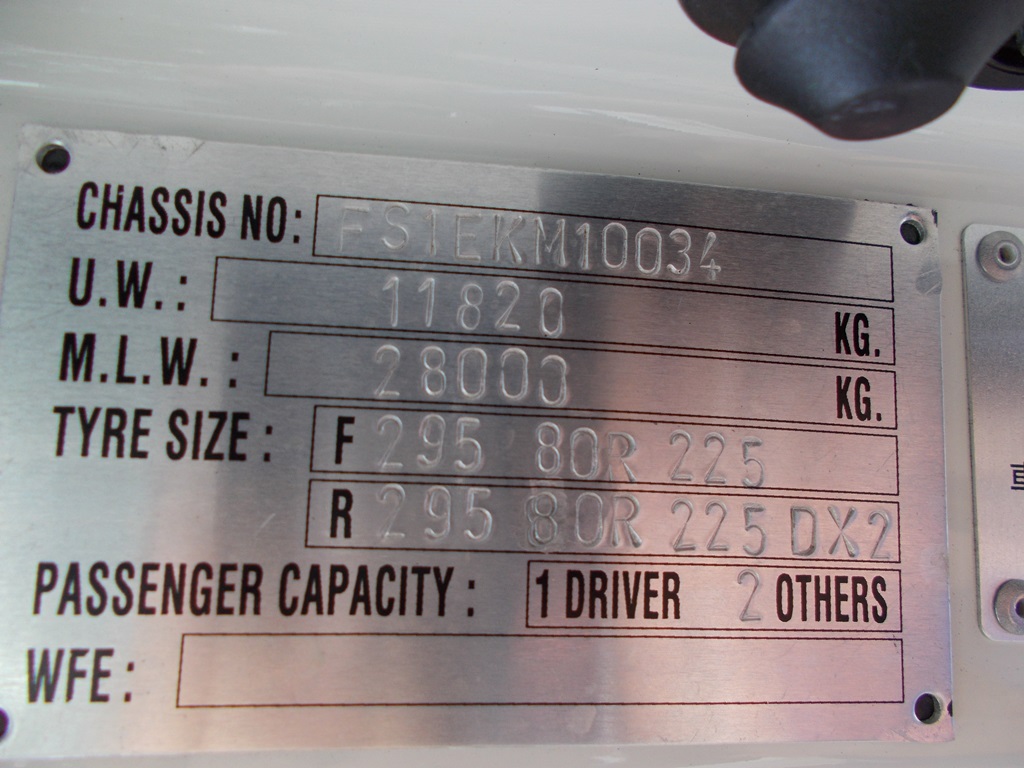 CHASSIS NO: FS1EKM10034
U.W.: 11820 KG.
M.L.W.: 28000 KG.
TYRE SIZE: F 295 80R 225
R 295 80R 225 DX2
PASSENGER CAPACITY: 1 DRIVER 2 OTHERS
WFE: